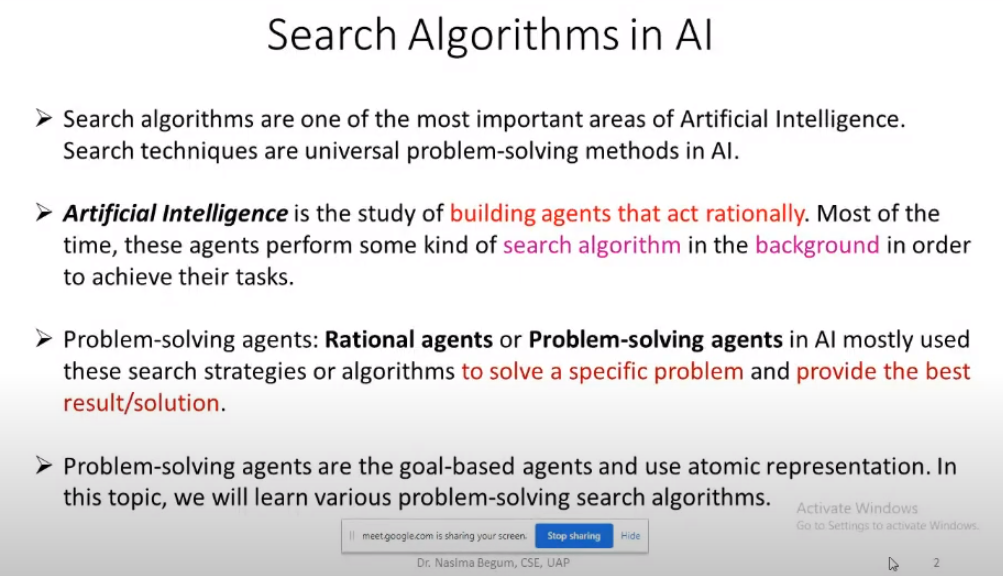 Search Algorithms in AI
➤ Search algorithms are one of the most important areas of Artificial Intelligence.
Search techniques are universal problem-solving methods in AI.
➤ Artificial Intelligence is the study of building agents that act rationally. Most of the
time, these agents perform some kind of search algorithm in the background in order
to achieve their tasks.
➤ Problem-solving agents: Rational agents or Problem-solving agents in AI mostly used
these search strategies or algorithms to solve a specific problem and provide the best
result/solution.
➤ Problem-solving agents are the goal-based agents and use atomic representation. In
this topic, we will learn various problem-solving search algorithms.
Activate Windows
Go to Settings to activate Windows.
meet.google.com is sharing your screen. Stop sharing Hide
Dr. Nasima Begum, CSE, UAP 2